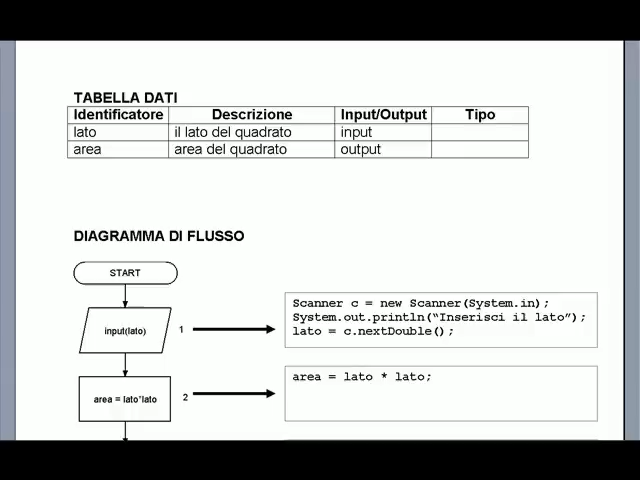 TABELLA DATI
Identificatore Descrizione Input/Output Tipo
lato il lato del quadrato input
area area del quadrato output
DIAGRAMMA DI FLUSSO
START
input(lato)
1
Scanner c = new Scanner(System.in);
System.out.println(“Inserisci il lato”);
lato = c.nextDouble();
area = lato*lato
2
area = lato * lato;